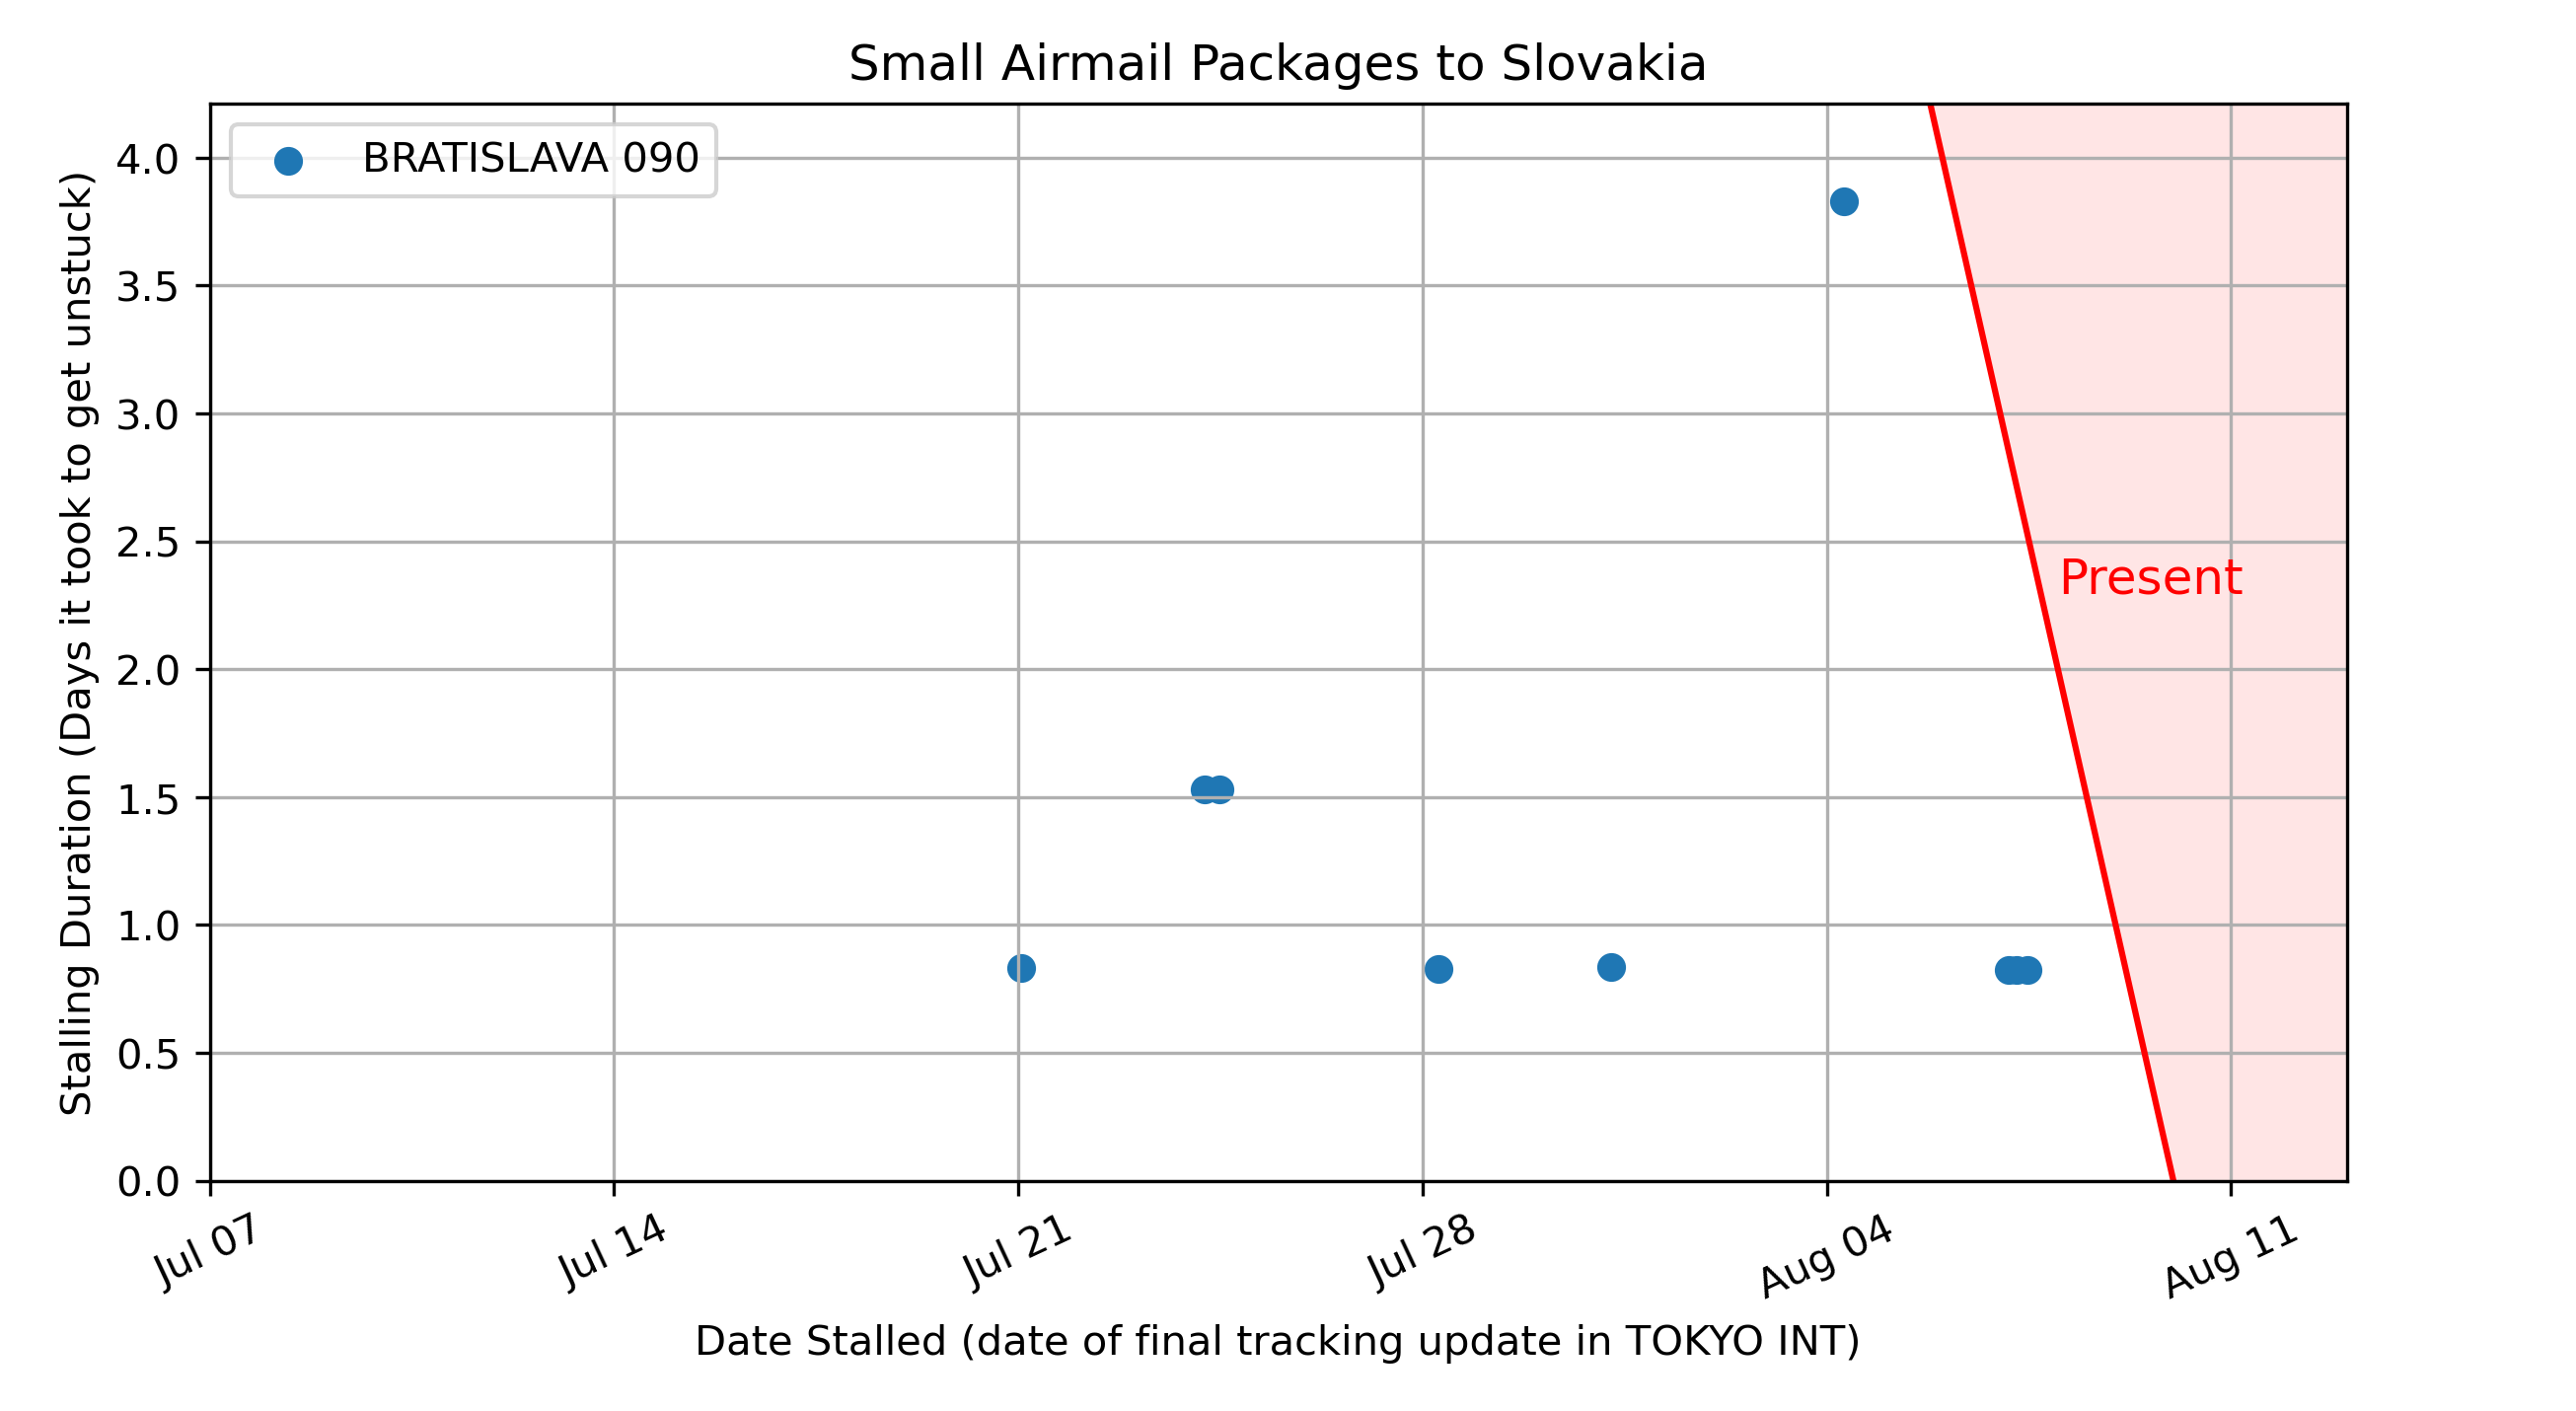 Small Airmail Packages to Slovakia
BRATISLAVA 090
Stalling Duration (Days it took to get unstuck)
4.0
3.5
3.0
2.5
2.0
1.5
1.0
0.5
0.0
Present
Jul 07
Jul 14
Jul 21
Jul 28
Aug 04
Aug 11
Date Stalled (date of final tracking update in TOKYO INT)